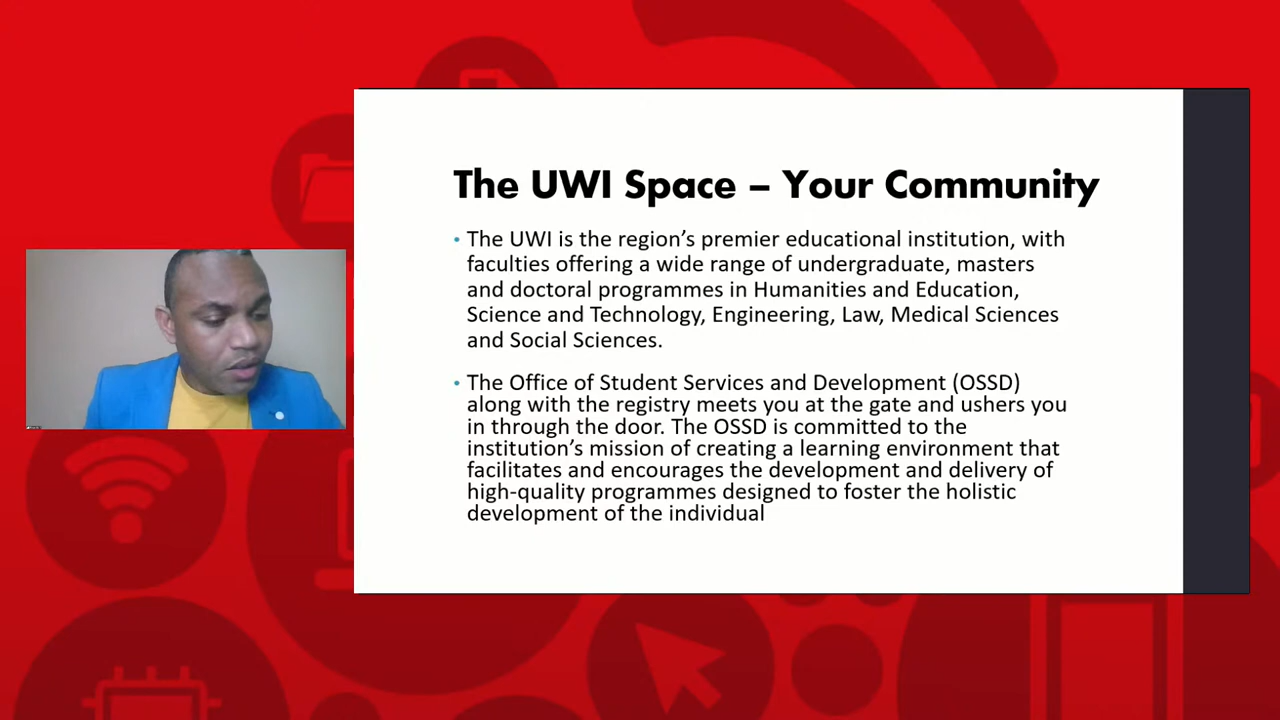 The UWI Space – Your Community
• The UWI is the region’s premier educational institution, with
faculties offering a wide range of undergraduate, masters
and doctoral programmes in Humanities and Education,
Science and Technology, Engineering, Law, Medical Sciences
and Social Sciences.
• The Office of Student Services and Development (OSSD)
along with the registry meets you at the gate and ushers you
in through the door. The OSSD is committed to the
institution’s mission of creating a learning environment that
facilitates and encourages the development and delivery of
high-quality programmes designed to foster the holistic
development of the individual